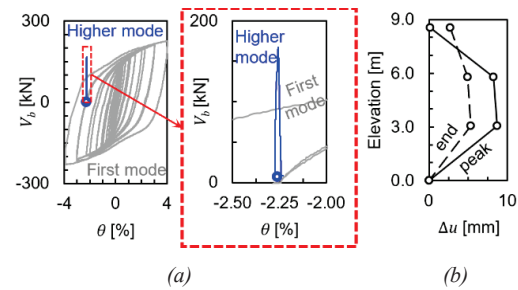 300
0
-300
V_b [kN]
Higher mode
First mode
-4 -2 0 2 4
θ [%]
200
0
V_b [kN]
Higher
mode
First
mode
-2.50 -2.25 -2.00
θ [%]
(a)
9.0
6.0
3.0
0.0
Elevation [m]
end
peak
0 10
Δu [mm]
(b)